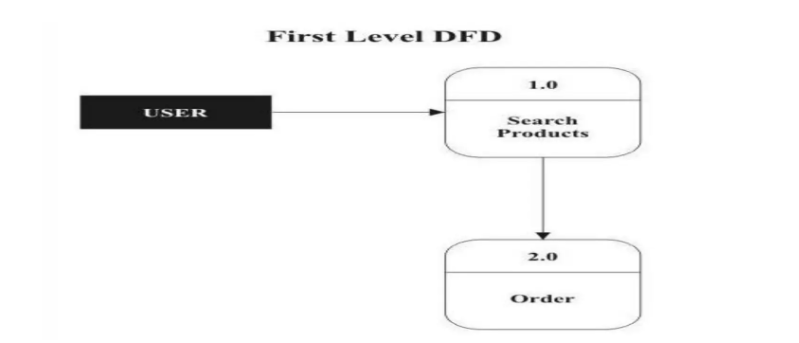 First Level DFD
1.0
USER
Search
Products
2.0
Order